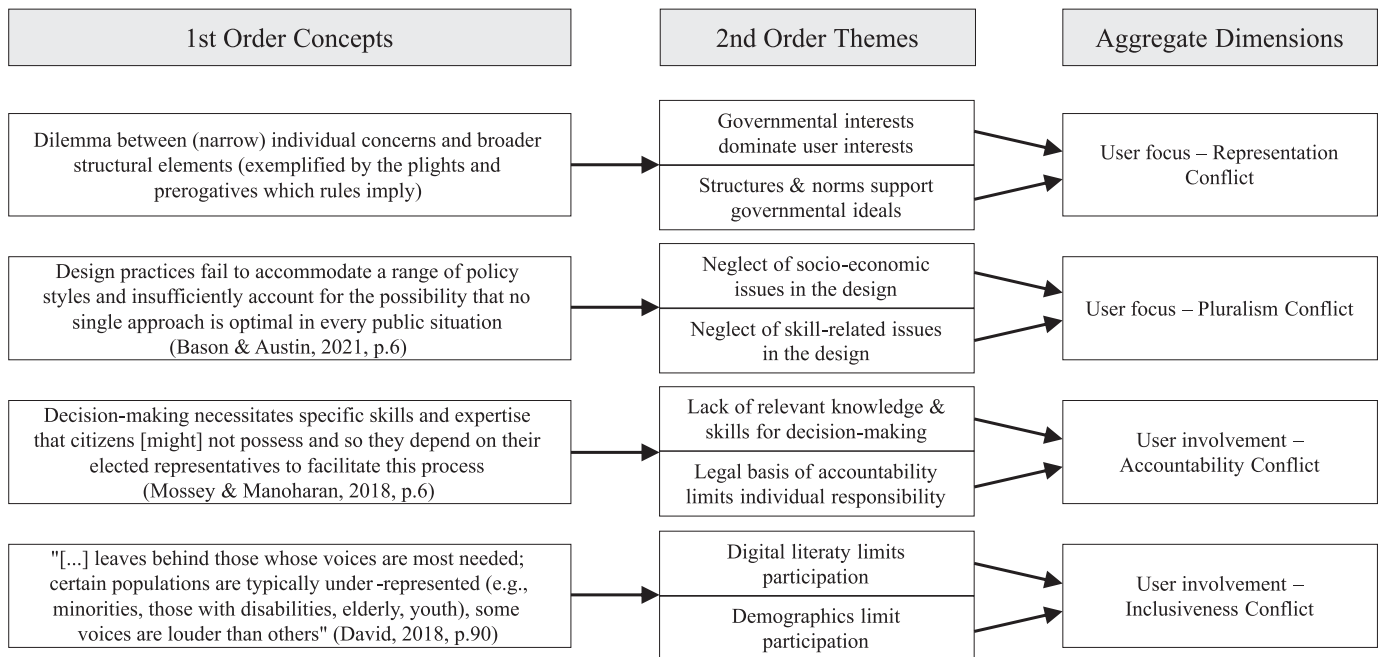 1st Order Concepts
2nd Order Themes
Aggregate Dimensions
Dilemma between (narrow) individual concerns and broader
structural elements (exemplified by the plights and
prerogatives which rules imply)
Governmental interests
dominate user interests
Structures & norms support
governmental ideals
User focus – Representation
Conflict
Design practices fail to accommodate a range of policy
styles and insufficiently account for the possibility that no
single approach is optimal in every public situation
(Bason & Austin, 2021, p.6)
Neglect of socio-economic
issues in the design
Neglect of skill-related issues
in the design
User focus – Pluralism Conflict
Decision-making necessitates specific skills and expertise
that citizens [might] not possess and so they depend on their
elected representatives to facilitate this process
(Mossey & Manoharan, 2018, p.6)
Lack of relevant knowledge &
skills for decision-making
Legal basis of accountability
limits individual responsibility
User involvement –
Accountability Conflict
"[...] leaves behind those whose voices are most needed;
certain populations are typically under-represented (e.g.,
minorities, those with disabilities, elderly, youth), some
voices are louder than others" (David, 2018, p.90)
Digital literaty limits
participation
Demographics limit
participation
User involvement –
Inclusiveness Conflict